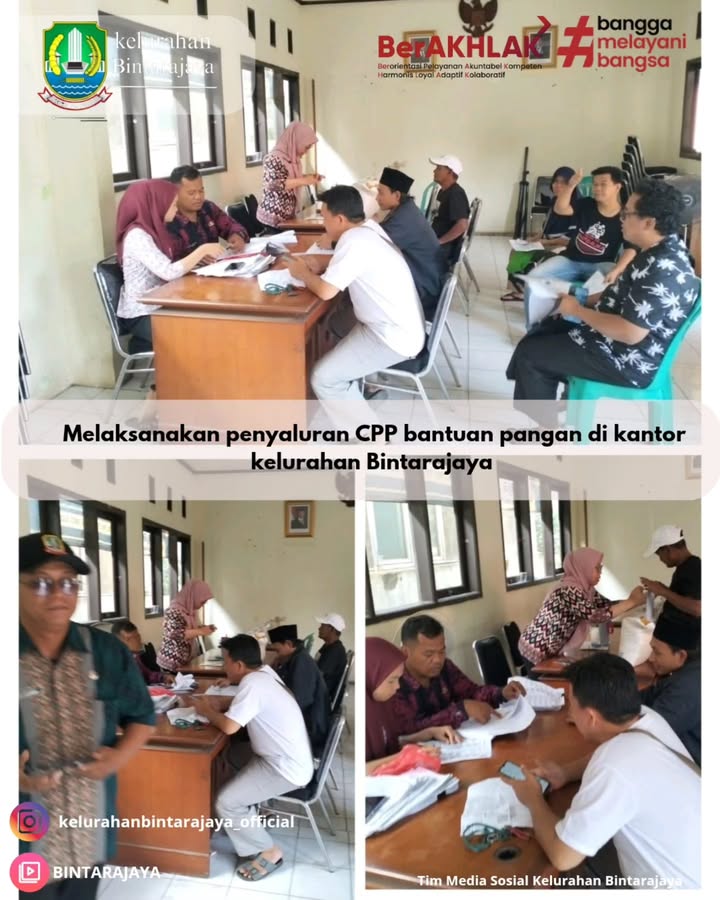 kelurahan
Bintarajaya
BerAKHLAK
Berorientasi Pelayanan Akuntabel Kompeten
Harmonis Loyal Adaptif Kolaboratif
#bangga
melayani
bangsa
Melaksanakan penyaluran CPP bantuan pangan di kantor
kelurahan Bintarajaya
kelurahanbintarajaya_official
BINTARAJAYA
Tim Media Sosial Kelurahan Bintarajaya